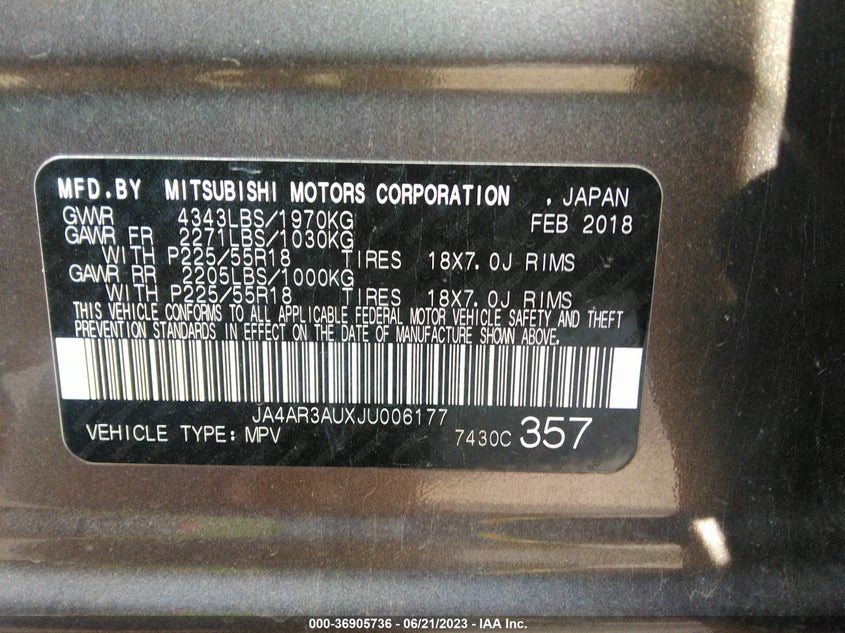 MFD.BY MITSUBISHI MOTORS CORPORATION , JAPAN
GVWR 4343LBS/1970KG FEB 2018
GAWR FR 2271LBS/1030KG
WITH P225/55R18 TIRES 18X7.0J RIMS
GAWR RR 2205LBS/1000KG
WITH P225/55R18 TIRES 18X7.0J RIMS
THIS VEHICLE CONFORMS TO ALL APPLICABLE FEDERAL MOTOR VEHICLE SAFETY AND THEFT
PREVENTION STANDARDS IN EFFECT ON THE DATE OF MANUFACTURE SHOWN ABOVE.
JA4AR3AUXJU006177
VEHICLE TYPE: MPV 7430C 357
000-36905736 - 06/21/2023 - IAA Inc.